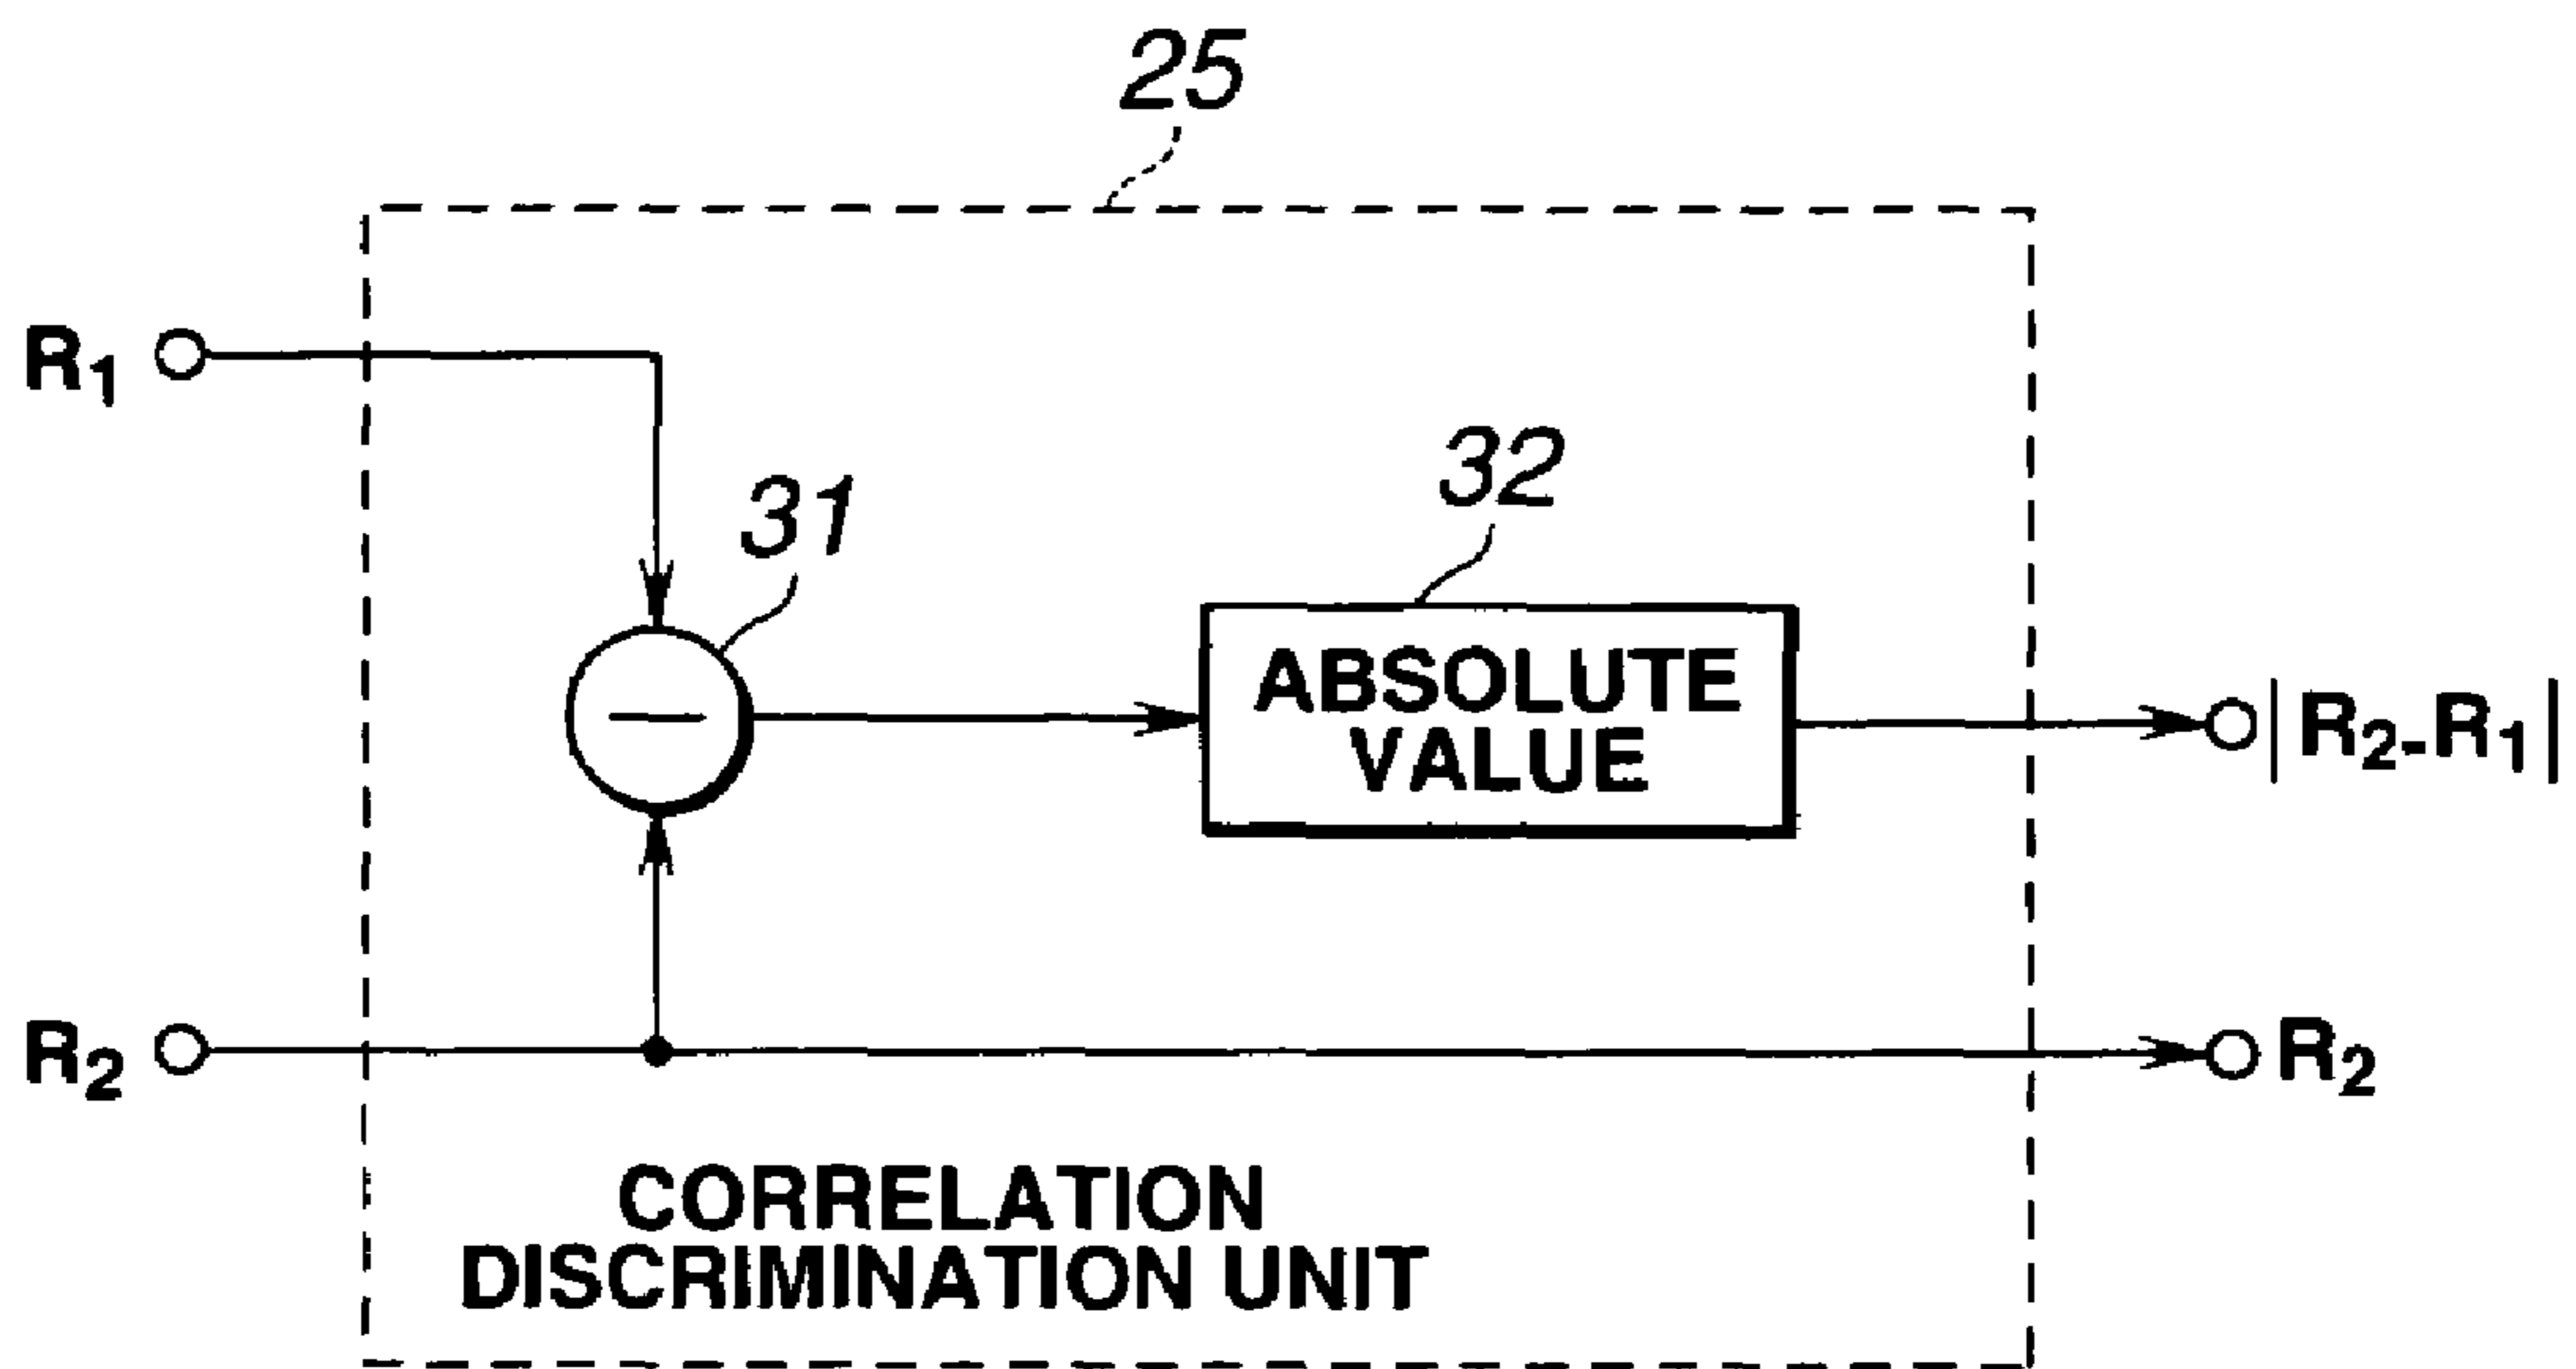 25
R1
31
32
ABSOLUTE
VALUE
|R2-R1|
R2
R2
CORRELATION
DISCRIMINATION UNIT